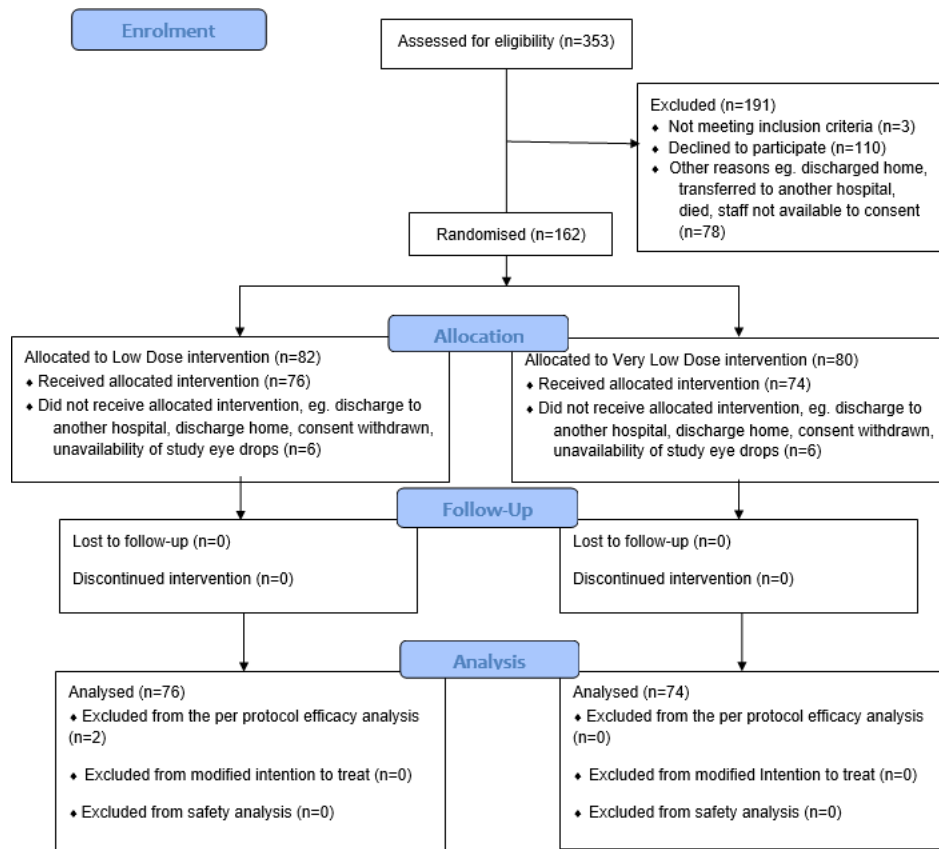 Enrolment
Assessed for eligibility (n=353)
Excluded (n=191)
♦ Not meeting inclusion criteria (n=3)
♦ Declined to participate (n=110)
♦ Other reasons eg. discharged home,
transferred to another hospital,
died, staff not available to consent
(n=78)
Randomised (n=162)
Allocation
Allocated to Low Dose intervention (n=82)
♦ Received allocated intervention (n=76)
♦ Did not receive allocated intervention, eg. discharge to
another hospital, discharge home, consent withdrawn,
unavailability of study eye drops (n=6)
Allocated to Very Low Dose intervention (n=80)
♦ Received allocated intervention (n=74)
♦ Did not receive allocated intervention, eg. discharge to
another hospital, discharge home, consent withdrawn,
unavailability of study eye drops (n=6)
Follow-Up
Lost to follow-up (n=0)
Discontinued intervention (n=0)
Lost to follow-up (n=0)
Discontinued intervention (n=0)
Analysis
Analysed (n=76)
♦ Excluded from the per protocol efficacy analysis
(n=2)
♦ Excluded from modified intention to treat (n=0)
♦ Excluded from safety analysis (n=0)
Analysed (n=74)
♦ Excluded from the per protocol efficacy analysis
(n=0)
♦ Excluded from modified Intention to treat (n=0)
♦ Excluded from safety analysis (n=0)